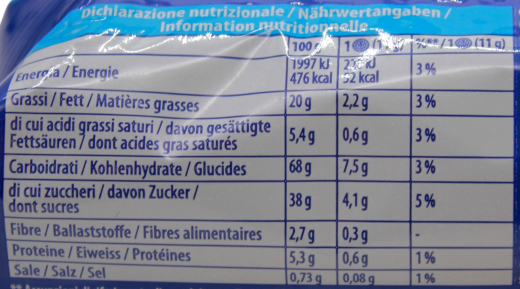 Dichiarazione nutrizionale / Nährwertangaben /
Information nutritionnelle
100 g 1 (11 g) %** / 1 (11 g)
Energia / Energie 1997 kJ 476 kcal 52 kcal 3 %
Grassi / Fett / Matières grasses 20 g 2,2 g 3 %
di cui acidi grassi saturi / davon gesättigte
Fettsäuren / dont acides gras saturés 5,4 g 0,6 g 3 %
Carboidrati / Kohlenhydrate / Glucides 68 g 7,5 g 3 %
di cui zuccheri / davon Zucker /
dont sucres 38 g 4,1 g 5 %
Fibre / Ballaststoffe / Fibres alimentaires 2,7 g 0,3 g -
Proteine / Eiweiss / Protéines 5,3 g 0,6 g 1 %
Sale / Salz / Sel 0,73 g 0,08 g 1 %